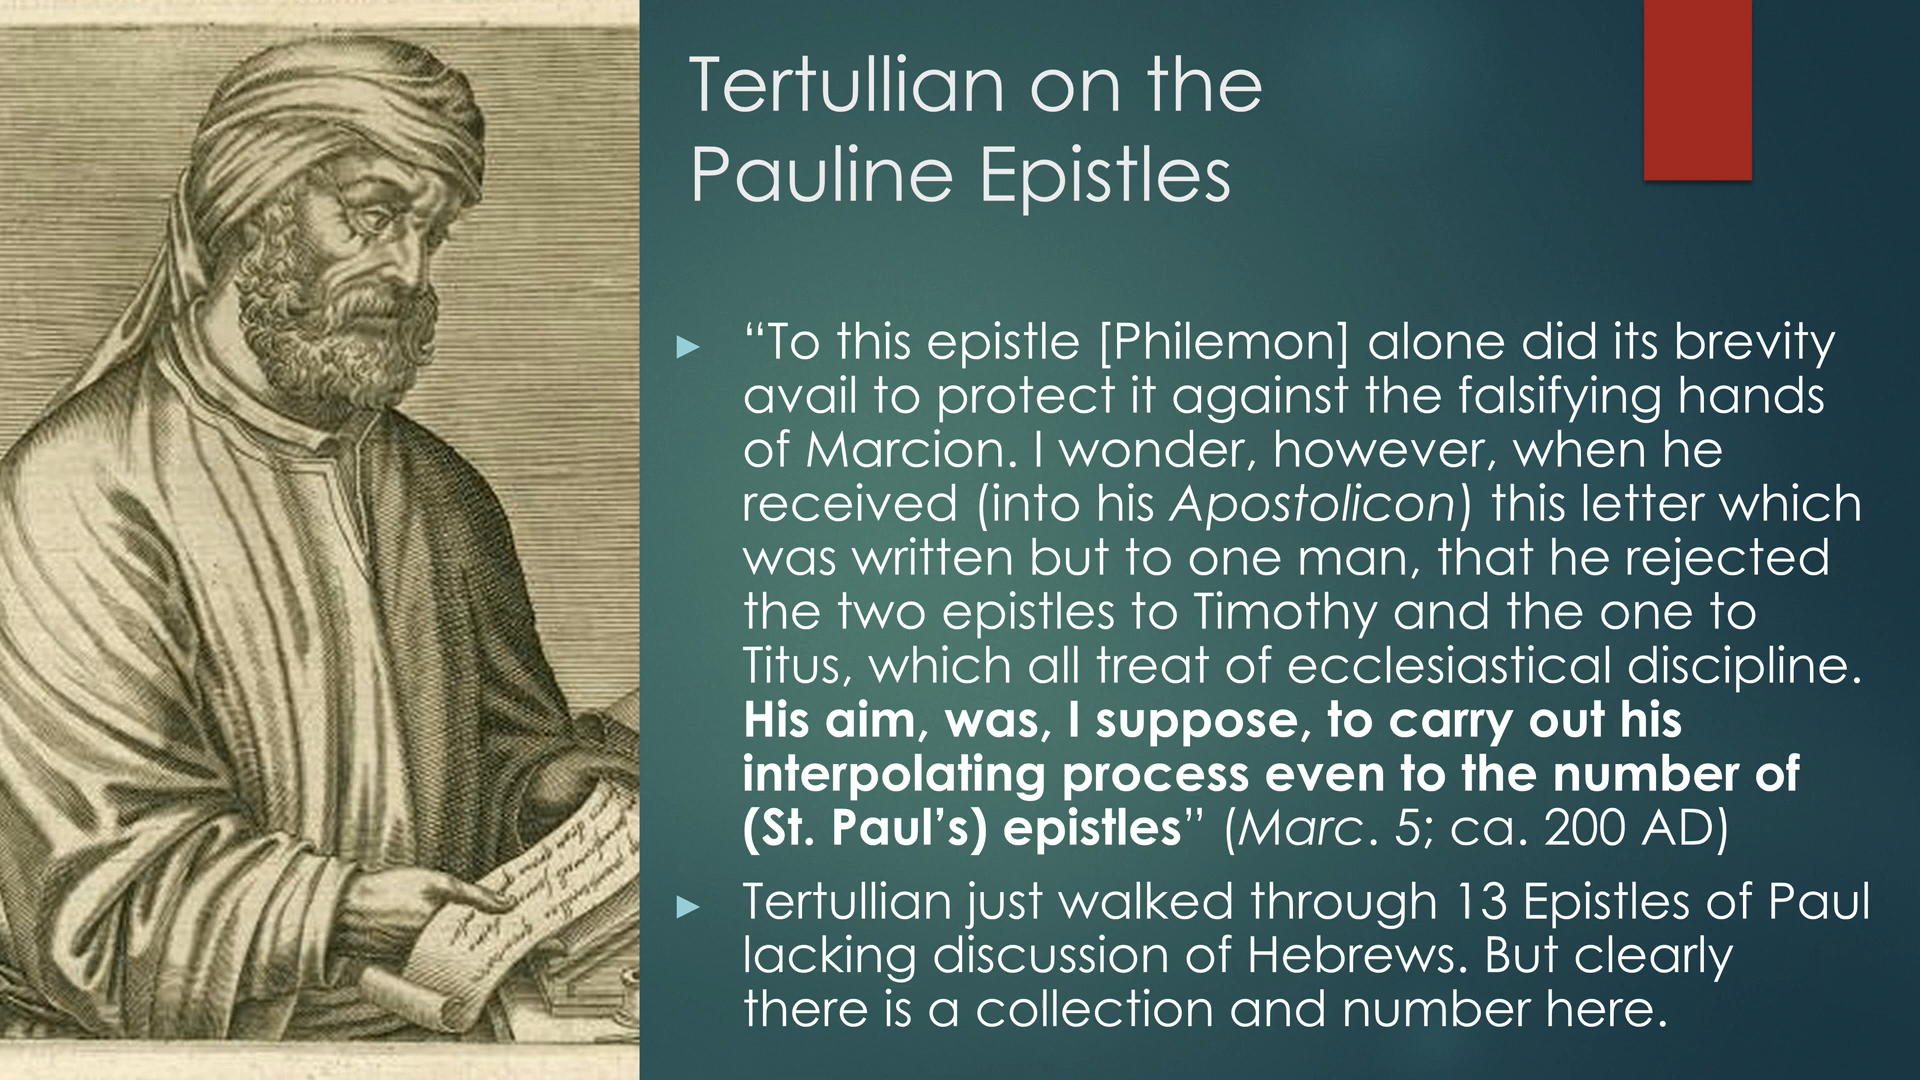 Tertullian on the
Pauline Epistles
“To this epistle [Philemon] alone did its brevity
avail to protect it against the falsifying hands
of Marcion. I wonder, however, when he
received (into his Apostolicon) this letter which
was written but to one man, that he rejected
the two epistles to Timothy and the one to
Titus, which all treat of ecclesiastical discipline.
His aim, was, I suppose, to carry out his
interpolating process even to the number of
(St. Paul’s) epistles” (Marc. 5; ca. 200 AD)
Tertullian just walked through 13 Epistles of Paul
lacking discussion of Hebrews. But clearly
there is a collection and number here.